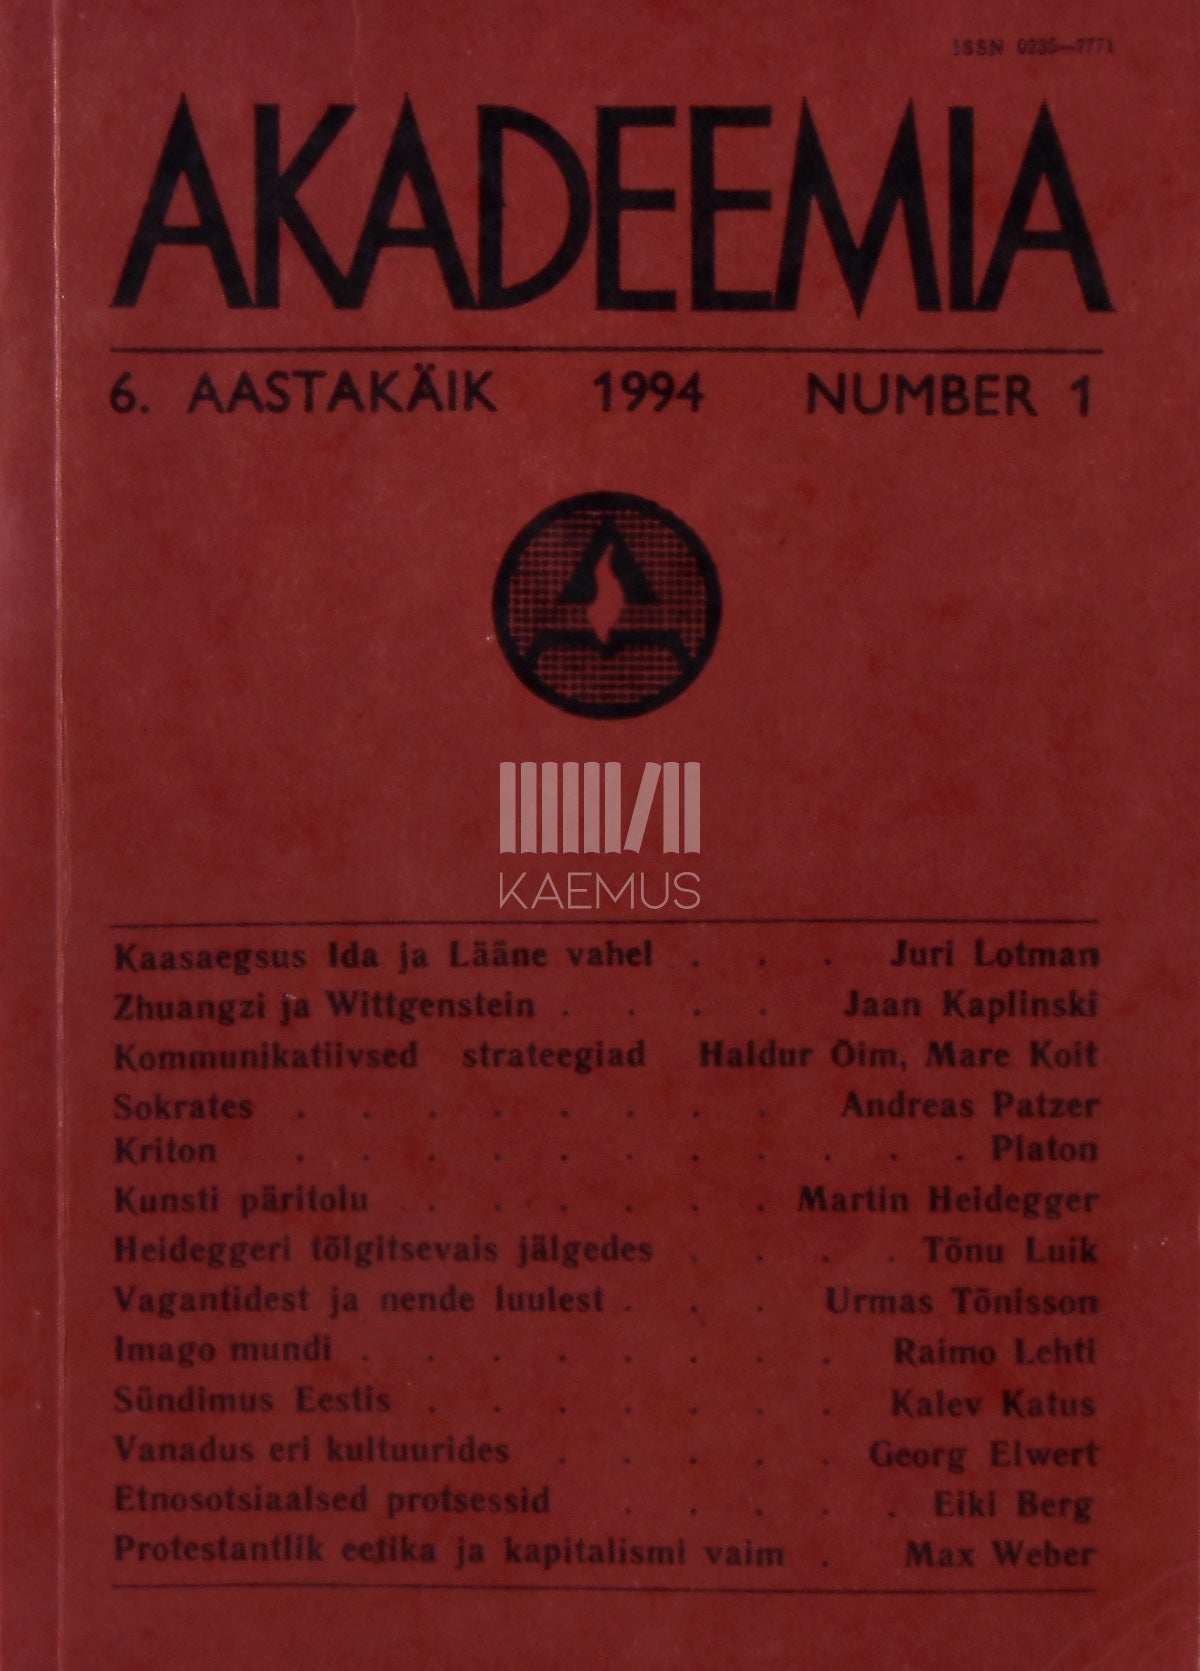 ISSN 0235—7771
AKADEEMIA
6. AASTAKÄIK 1994 NUMBER 1
KAEMUS
Kaasaegsus Ida ja Lääne vahel . . . Juri Lotman
Zhuangzi ja Wittgenstein . . . . Jaan Kaplinski
Kommunikatiivsed strateegiad Haldur Õim, Mare Koit
Sokrates . . . . . . . . Andreas Patzer
Kriton . . . . . . . . . . . Platon
Kunsti päritolu . . . . . . Martin Heidegger
Heideggeri tõlgitsevais jälgedes . . . . Tõnu Luik
Vagantidest ja nende luulest . . . Urmas Tõnisson
Imago mundi . . . . . . . . Raimo Lehti
Sündimus Eestis . . . . . . . Kalev Katus
Vanadus eri kultuurides . . . . . Georg Elwert
Etnosotsiaalsed protsessid . . . . . Eiki Berg
Protestantlik eetika ja kapitalismi vaim . Max Weber